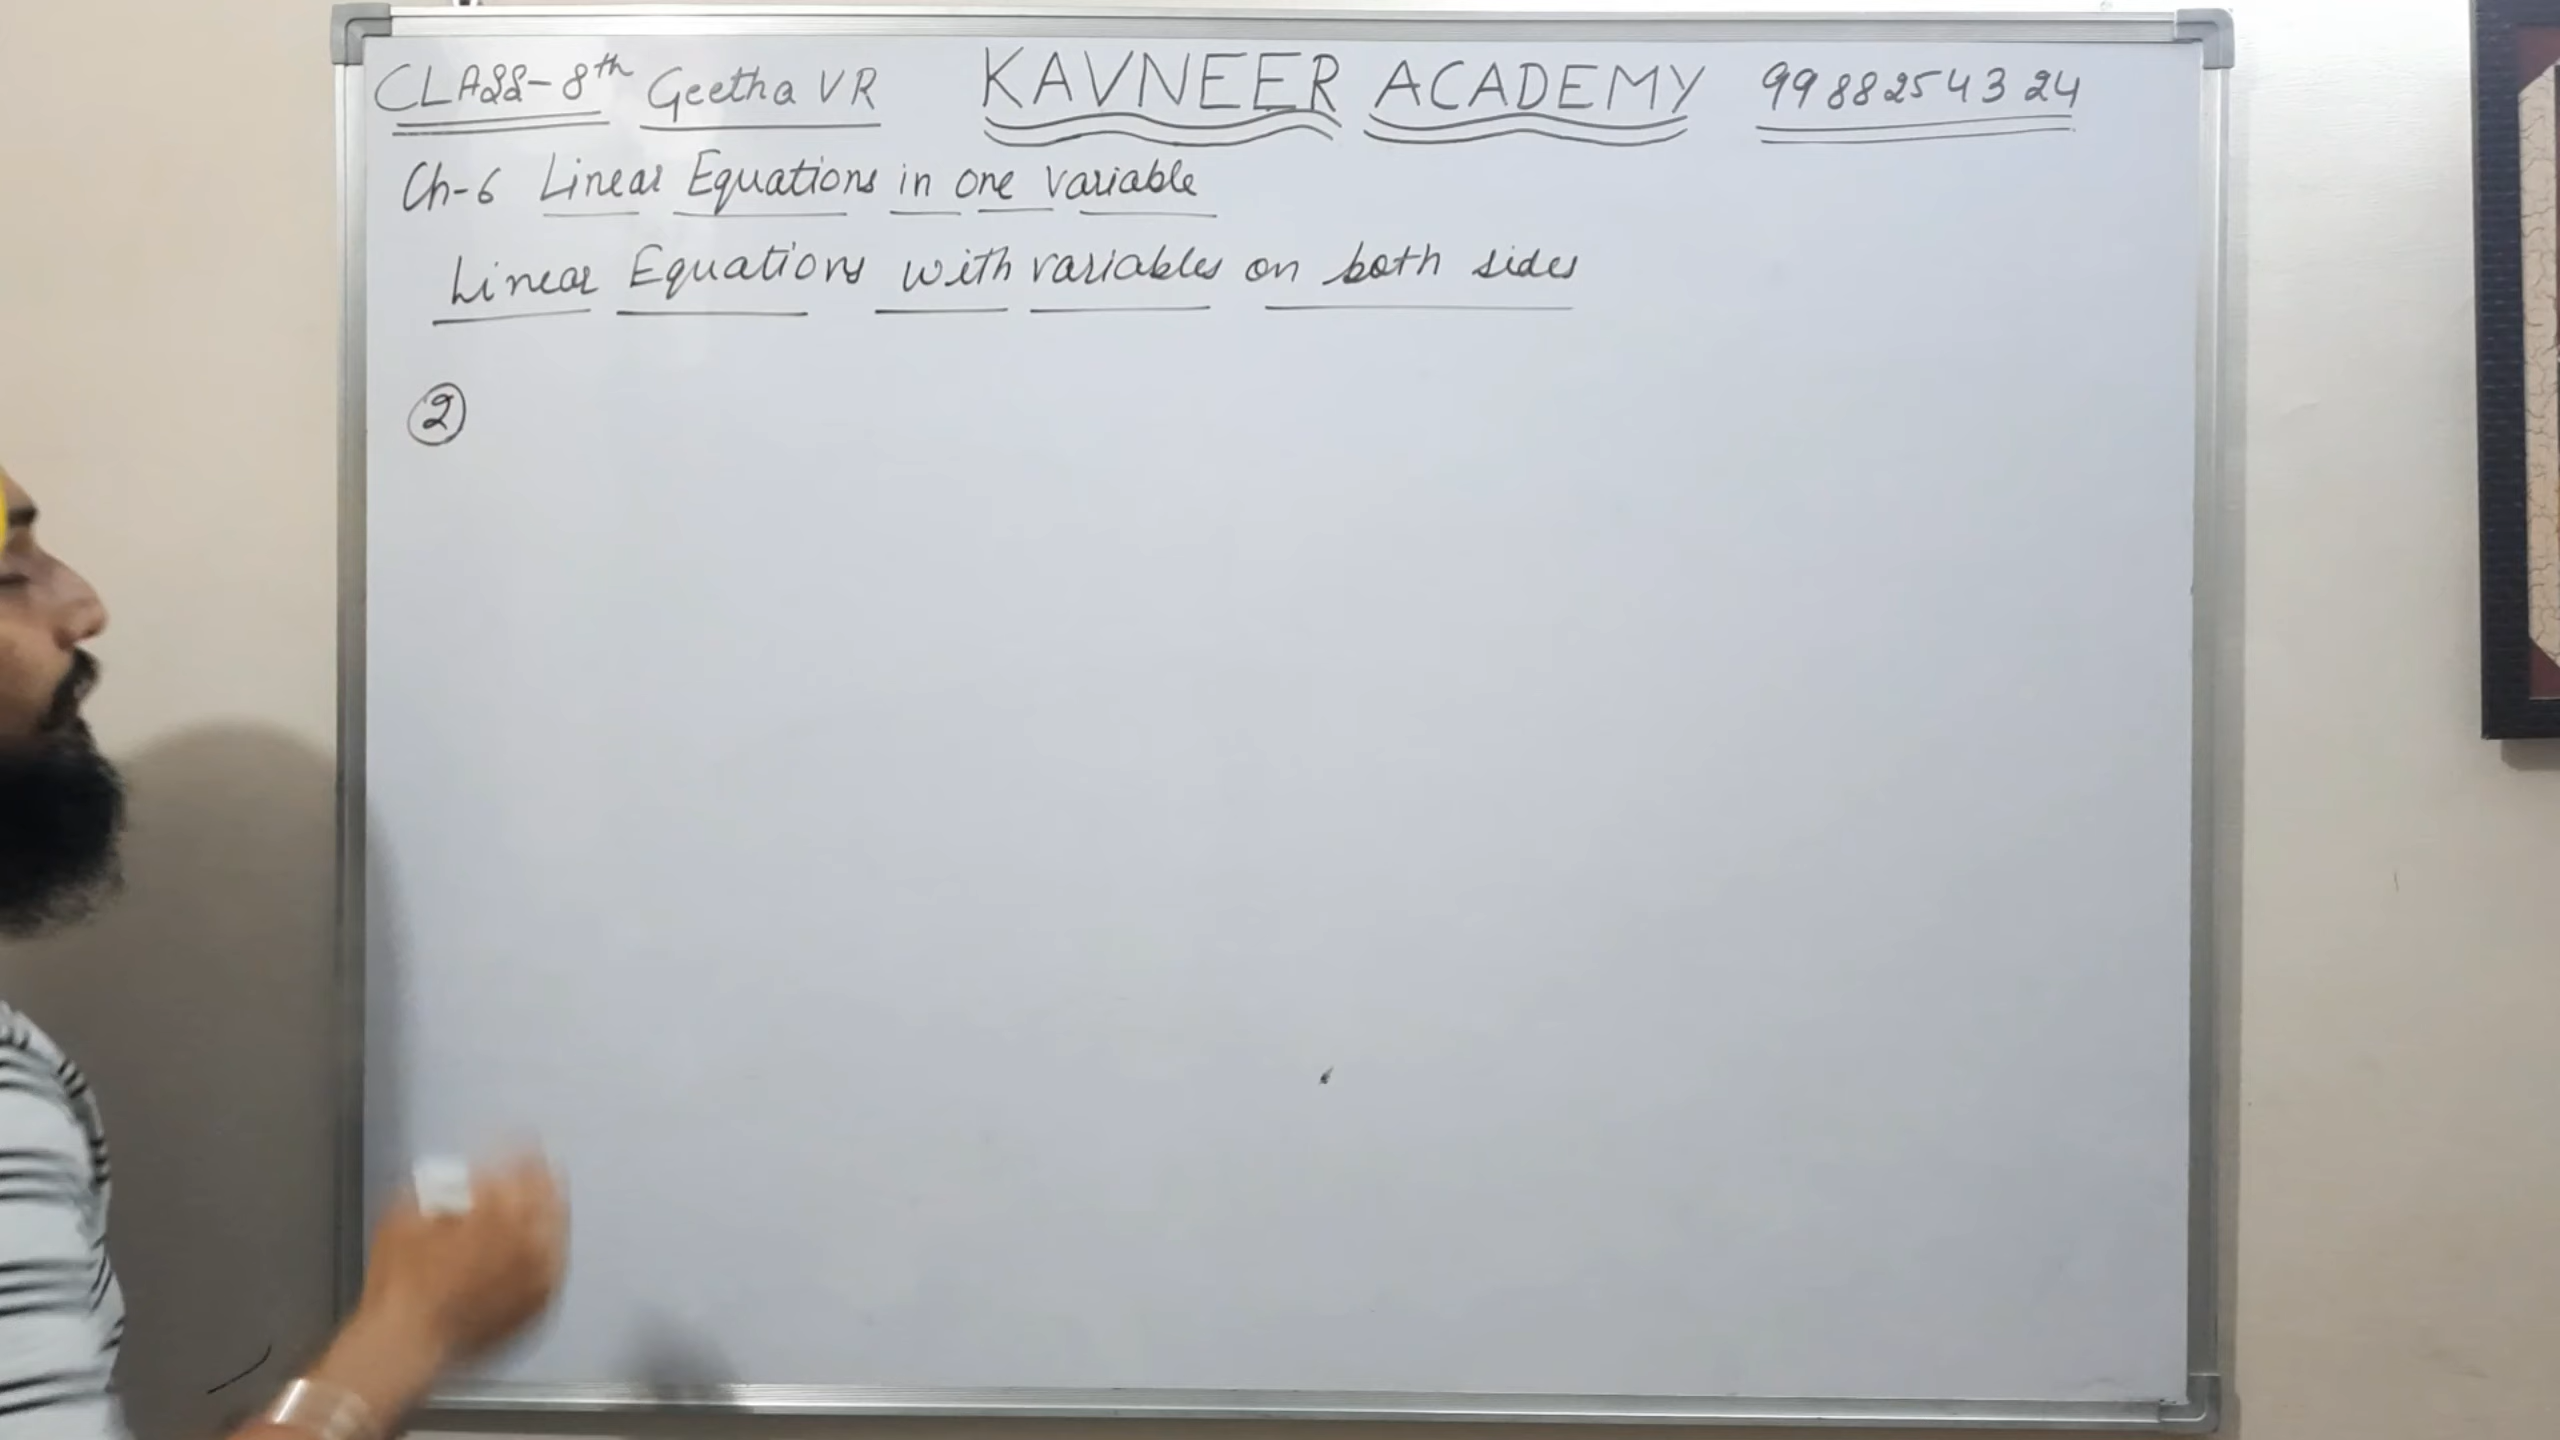 CLASS-8th Geetha VR KAVNEER ACADEMY 9988254324
Ch-6 Linear Equations in one variable
Linear Equations with variables on both sides
2